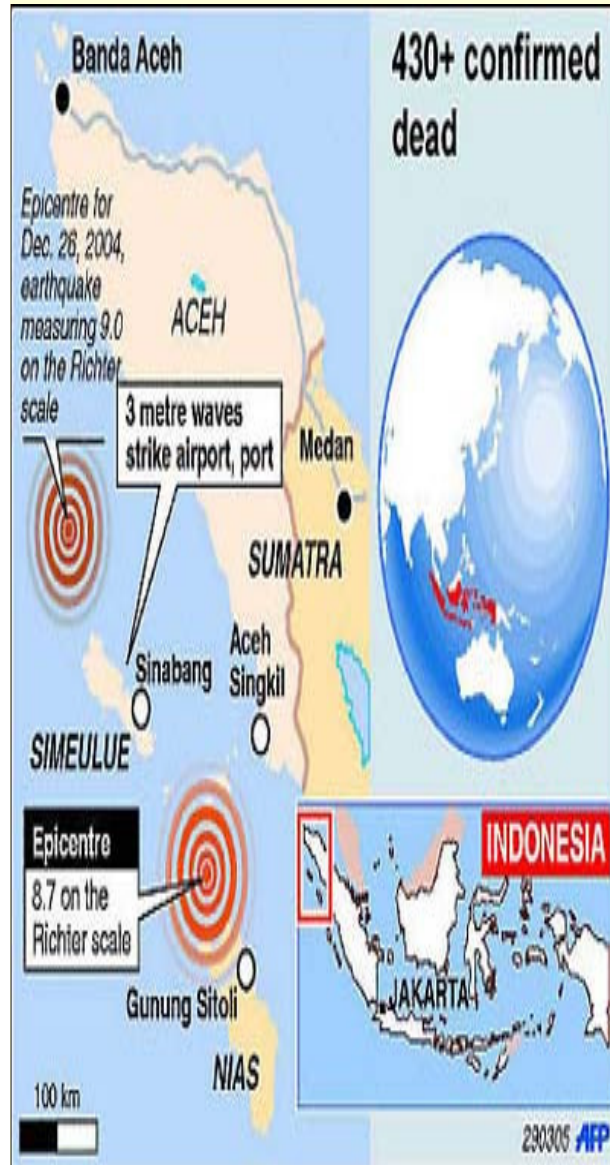 Banda Aceh
430+ confirmed
dead
Epicentre for
Dec. 26, 2004,
earthquake
measuring 9.0
on the Richter
scale
ACEH
3 metre waves
strike airport, port
Medan
SUMATRA
Sinabang
Aceh
Singkil
SIMEULUE
Epicentre
8.7 on the
Richter scale
Gunung Sitoli
NIAS
100 km
INDONESIA
JAKARTA
290305 AFP